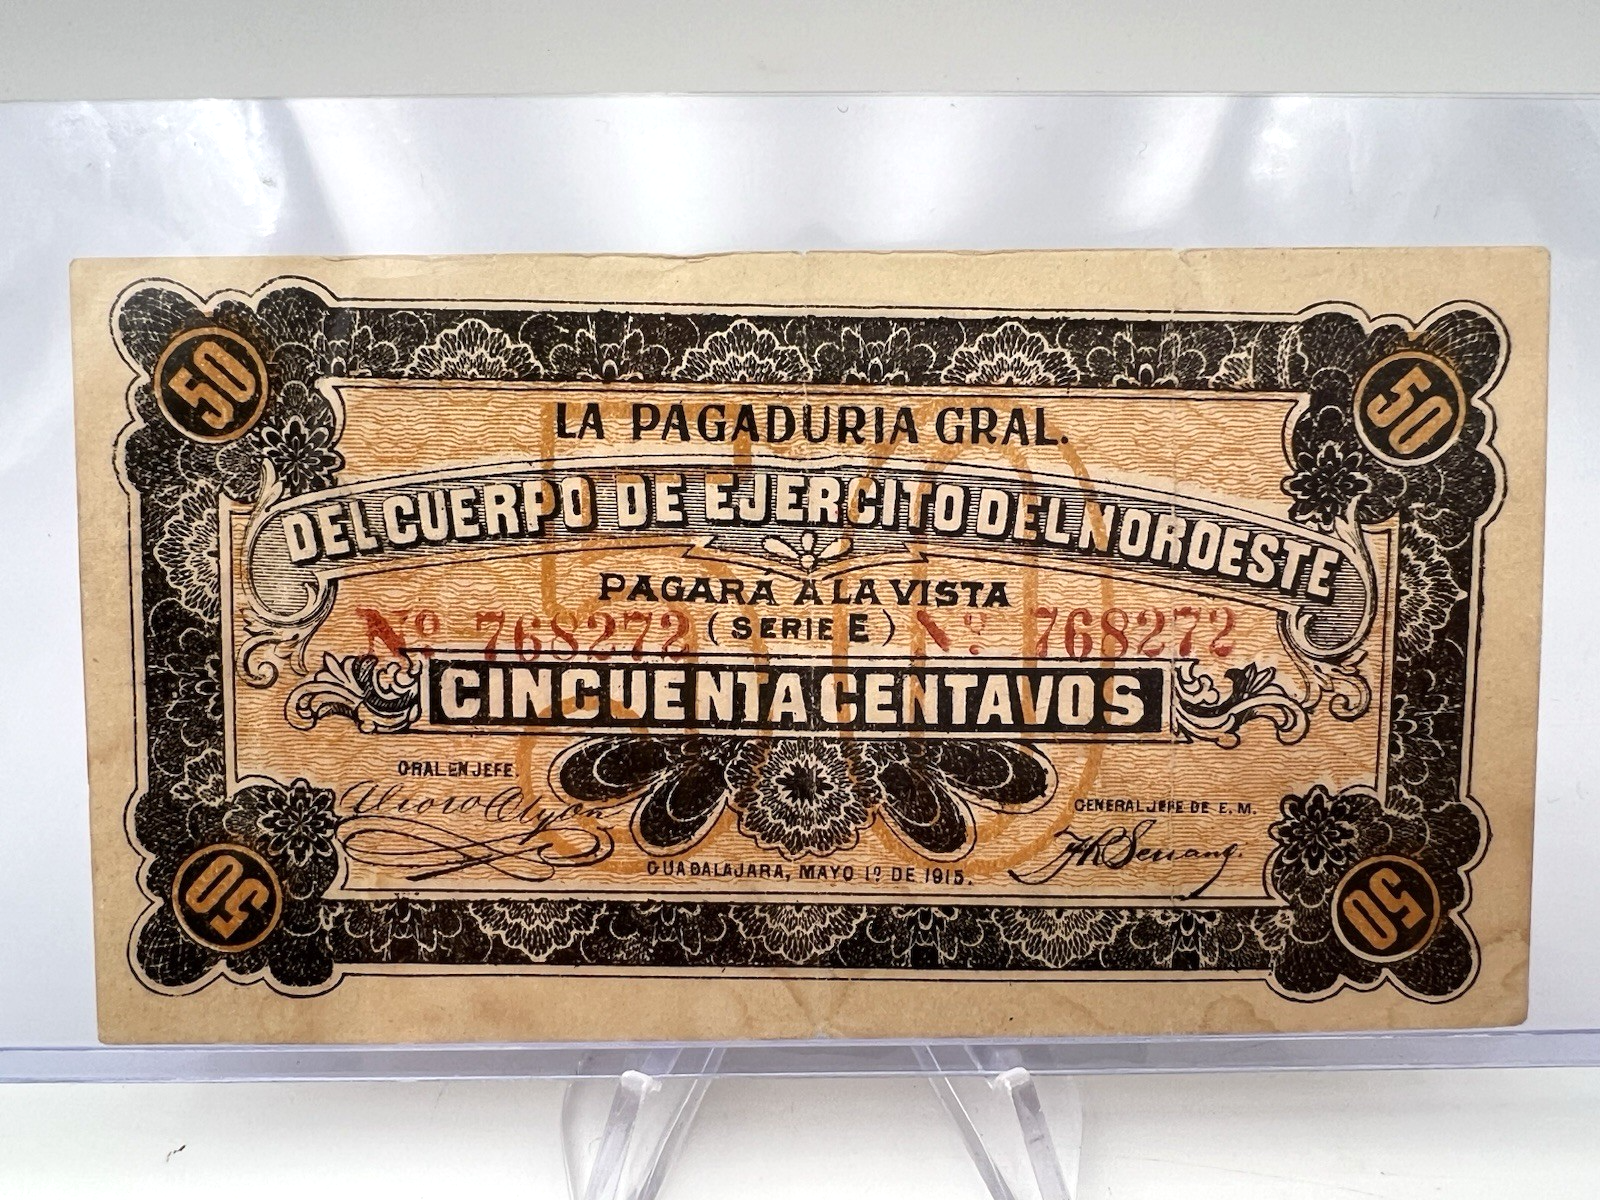 50
50
LA PAGADURIA GRAL.
DEL CUERPO DE EJERCITO DEL NOROESTE
PAGARÁ Á LA VISTA
Nº 768272 (SERIE E) Nº 768272
CINCUENTA CENTAVOS
GRAL EN JEFE.
GENERAL JEFE DE E. M.
GUADALAJARA, MAYO 1º DE 1915.
50
50